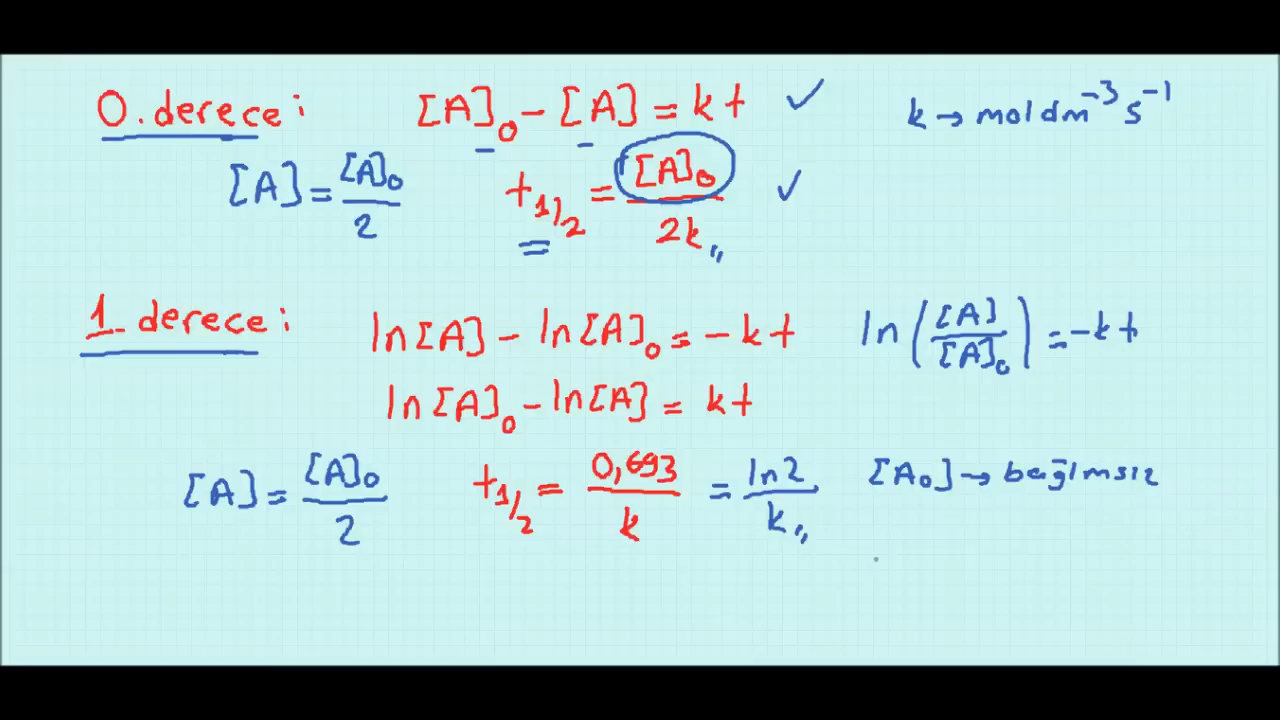 0. derece: [A]₀ - [A] = kt ✓ k → mol dm⁻³ s⁻¹
[A] = [A]₀/2 t₁/₂ = [A]₀/2k ✓
1. derece: ln[A] - ln[A]₀ = -kt ln([A]/[A]₀) = -kt
ln[A]₀ - ln[A] = kt
[A] = [A]₀/2 t₁/₂ = 0,693/k = ln2/k [A₀] → bağımsız